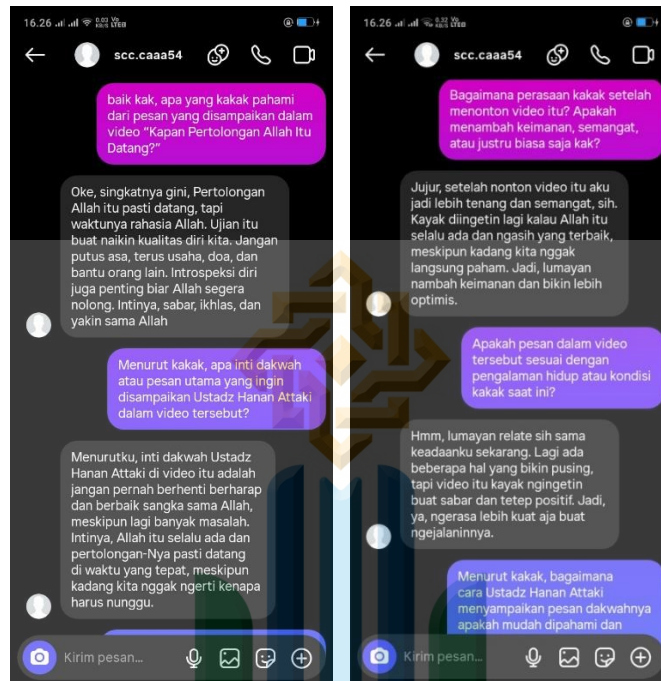 16.26
0.03 KB/S
Vo LTE
scc.caaa54
baik kak, apa yang kakak pahami
dari pesan yang disampaikan dalam
video “Kapan Pertolongan Allah Itu
Datang?”
Oke, singkatnya gini, Pertolongan
Allah itu pasti datang, tapi
waktunya rahasia Allah. Ujian itu
buat naikin kualitas diri kita. Jangan
putus asa, terus usaha, doa, dan
bantu orang lain. Introspeksi diri
juga penting biar Allah segera
nolong. Intinya, sabar, ikhlas, dan
yakin sama Allah
Menurut kakak, apa inti dakwah
atau pesan utama yang ingin
disampaikan Ustadz Hanan Attaki
dalam video tersebut?
Menurutku, inti dakwah Ustadz
Hanan Attaki di video itu adalah
jangan pernah berhenti berharap
dan berbaik sangka sama Allah,
meskipun lagi banyak masalah.
Intinya, Allah itu selalu ada dan
pertolongan-Nya pasti datang
di waktu yang tepat, meskipun
kadang kita nggak ngerti kenapa
harus nunggu.
Kirim pesan...
16.26
0.32 KB/S
Vo LTE
scc.caaa54
Bagaimana perasaan kakak setelah
menonton video itu? Apakah
menambah keimanan, semangat,
atau justru biasa saja kak?
Jujur, setelah nonton video itu aku
jadi lebih tenang dan semangat, sih.
Kayak diingetin lagi kalau Allah itu
selalu ada dan ngasih yang terbaik,
meskipun kadang kita nggak
langsung paham. Jadi, lumayan
nambah keimanan dan bikin lebih
optimis.
Apakah pesan dalam video
tersebut sesuai dengan
pengalaman hidup atau kondisi
kakak saat ini?
Hmm, lumayan relate sih sama
keadaanku sekarang. Lagi ada
beberapa hal yang bikin pusing,
tapi video itu kayak ngingetin
buat sabar dan tetep positif. Jadi,
ya, ngerasa lebih kuat aja buat
ngejalaninnya.
Menurut kakak, bagaimana
cara Ustadz Hanan Attaki
menyampaikan pesan dakwahnya
apakah mudah dipahami dan
Kirim pesan...